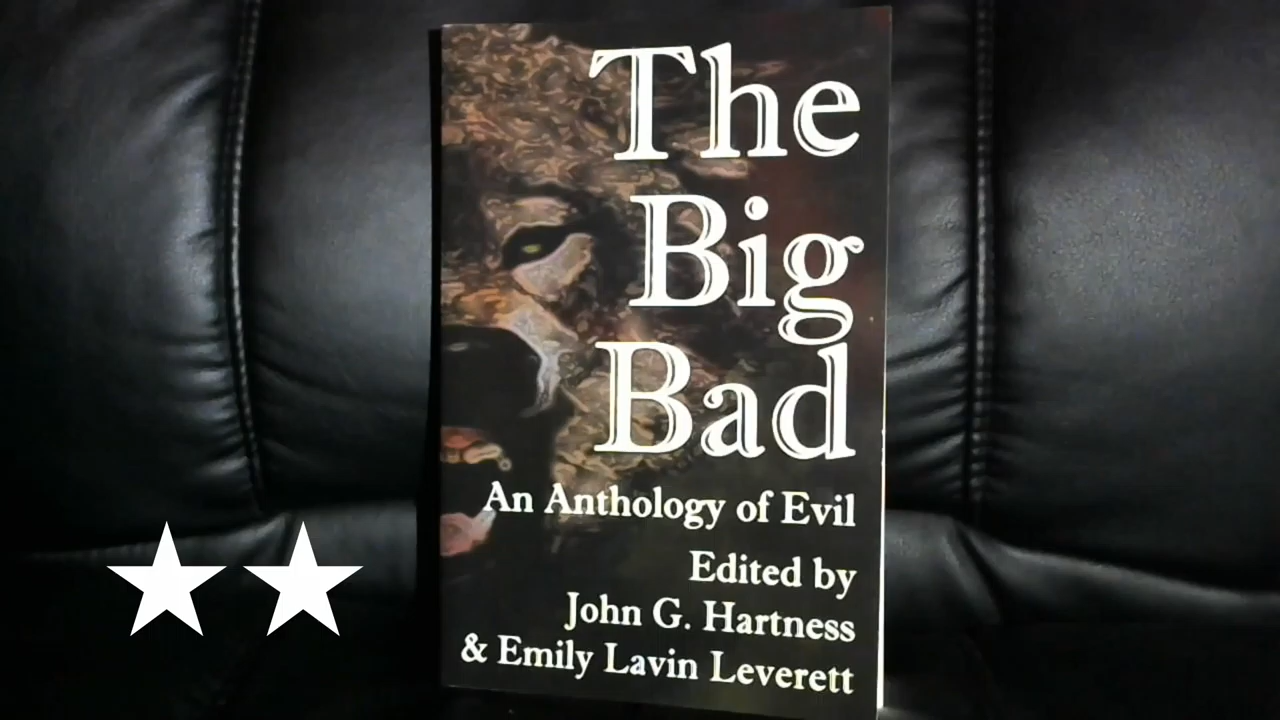 The
Big
Bad
An Anthology of Evil
Edited by
John G. Hartness
& Emily Lavin Leverett